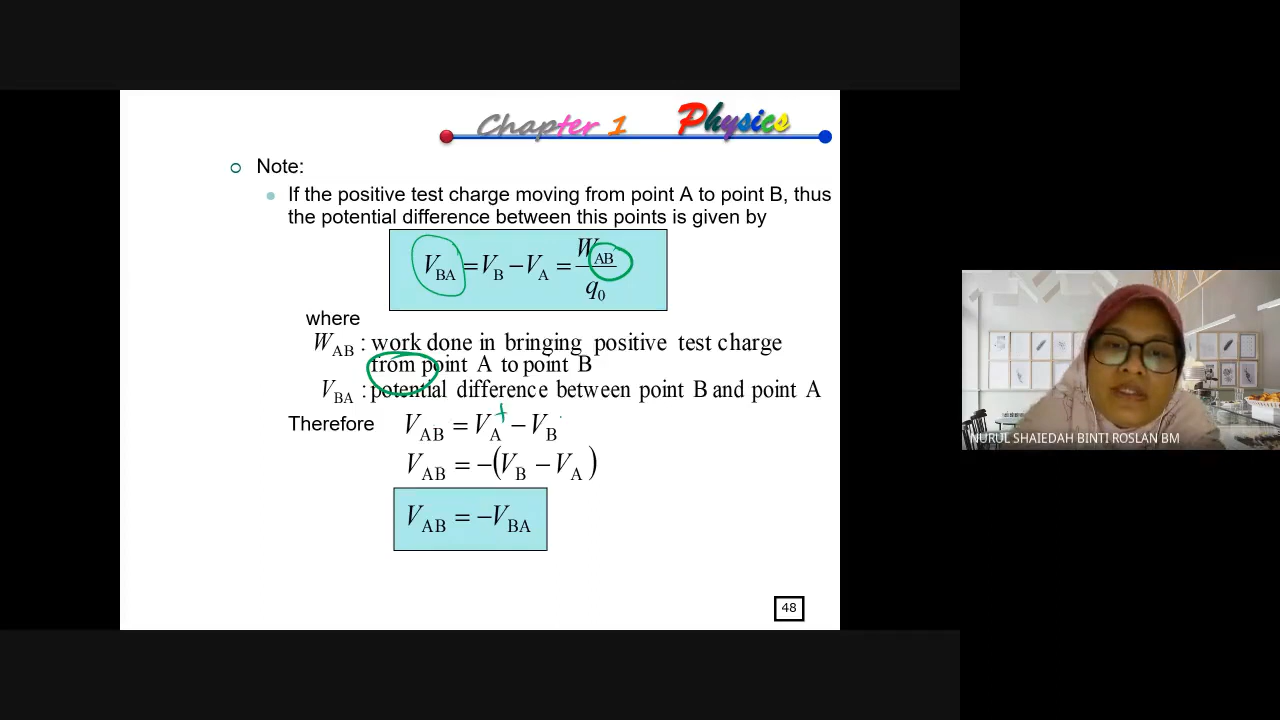 Chapter 1 Physics
Note:
If the positive test charge moving from point A to point B, thus
the potential difference between this points is given by
V_BA = V_B − V_A = W_AB / q_0
where
W_AB : work done in bringing positive test charge
from point A to point B
V_BA : potential difference between point B and point A
Therefore V_AB = V_A + − V_B
V_AB = −(V_B − V_A)
V_AB = −V_BA
48
NURUL SHAIEDAH BINTI ROSLAN BM